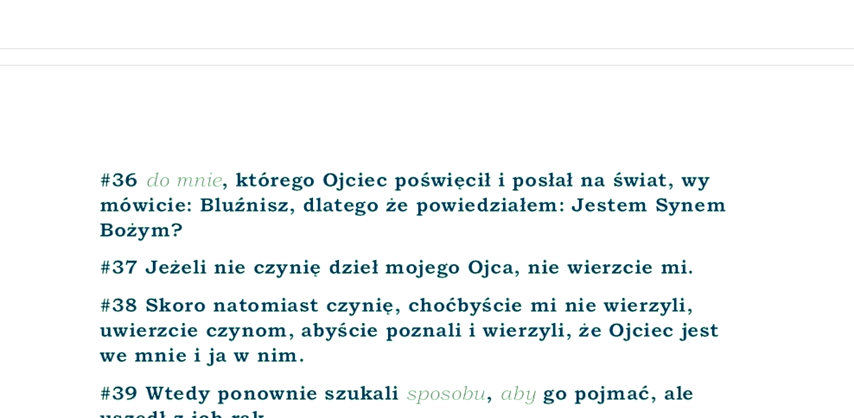 #36 do mnie, którego Ojciec poświęcił i posłał na świat, wy
mówicie: Bluźnisz, dlatego że powiedziałem: Jestem Synem
Bożym?
#37 Jeżeli nie czynię dzieł mojego Ojca, nie wierzcie mi.
#38 Skoro natomiast czynię, choćbyście mi nie wierzyli,
uwierzcie czynom, abyście poznali i wierzyli, że Ojciec jest
we mnie i ja w nim.
#39 Wtedy ponownie szukali sposobu, aby go pojmać, ale
uszedł z ich rąk